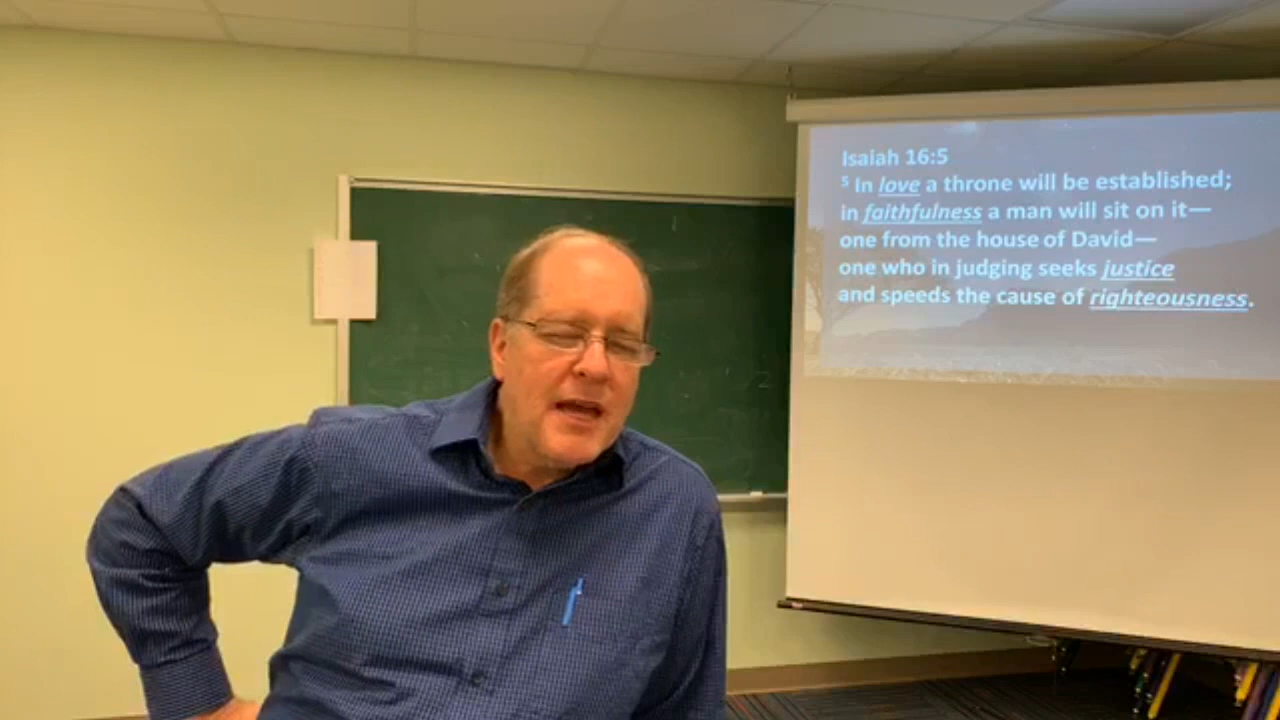 Isaiah 16:5
⁵ In love a throne will be established;
in faithfulness a man will sit on it—
one from the house of David—
one who in judging seeks justice
and speeds the cause of righteousness.